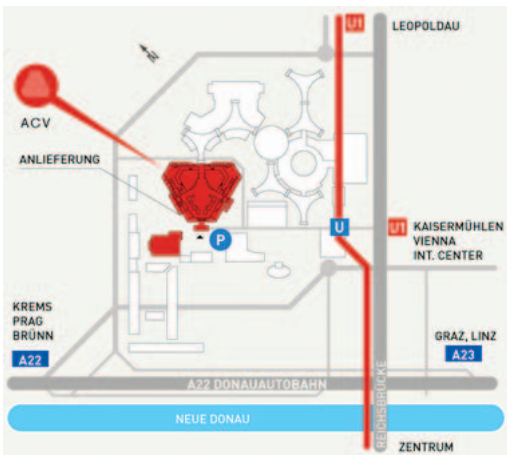 U1
LEOPOLDAU
N
ACV
ANLIEFERUNG
P
U
U1
KAISERMÜHLEN
VIENNA
INT. CENTER
KREMS
PRAG
BRÜNN
A22
GRAZ, LINZ
A23
A22 DONAUAUTOBAHN
REICHSBRÜCKE
NEUE DONAU
ZENTRUM